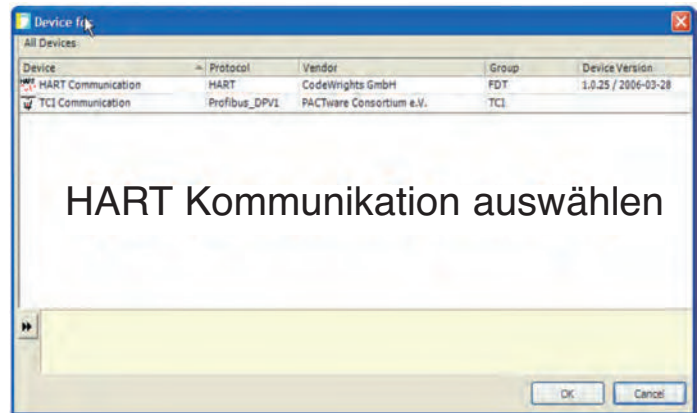 Device for
All Devices
Device Protocol Vendor Group Device Version
HART Communication HART CodeWrights GmbH FDT 1.0.25 / 2006-03-28
TCI Communication Profibus_DPV1 PACTware Consortium e.V. TCI
HART Kommunikation auswählen
OK Cancel